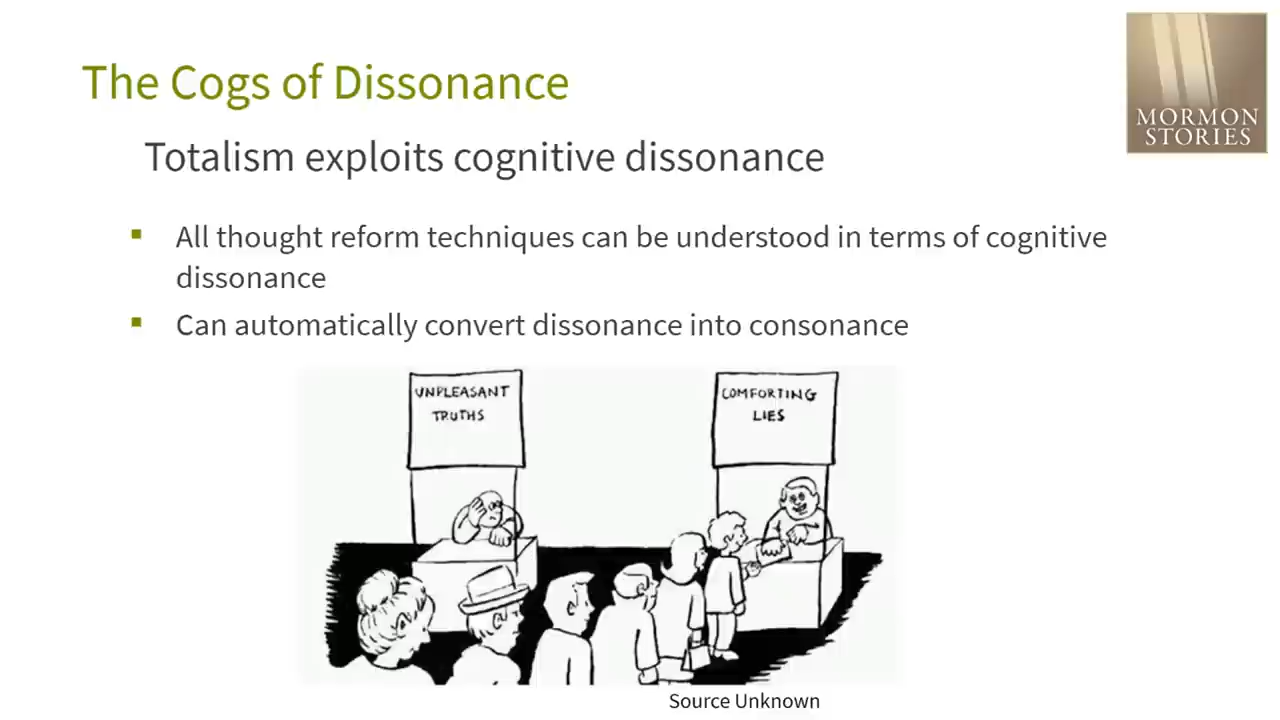 The Cogs of Dissonance
MORMON
STORIES
Totalism exploits cognitive dissonance
▪ All thought reform techniques can be understood in terms of cognitive
dissonance
▪ Can automatically convert dissonance into consonance
UNPLEASANT
TRUTHS
COMFORTING
LIES
Source Unknown